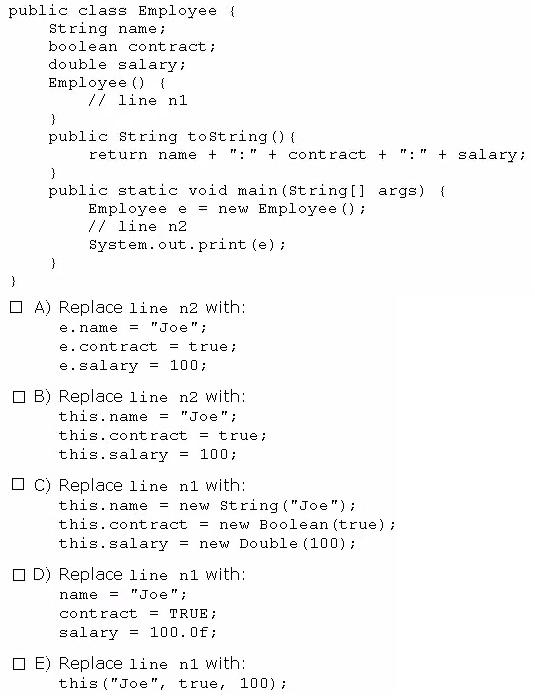 public class Employee {
    String name;
    boolean contract;
    double salary;
    Employee() {
        // line n1
    }
    public String toString(){
        return name + ":" + contract + ":" + salary;
    }
    public static void main(String[] args) {
        Employee e = new Employee();
        // line n2
        System.out.print(e);
    }
}
A) Replace line n2 with:
e.name = "Joe";
e.contract = true;
e.salary = 100;
B) Replace line n2 with:
this.name = "Joe";
this.contract = true;
this.salary = 100;
C) Replace line n1 with:
this.name = new String("Joe");
this.contract = new Boolean(true);
this.salary = new Double(100);
D) Replace line n1 with:
name = "Joe";
contract = TRUE;
salary = 100.0f;
E) Replace line n1 with:
this("Joe", true, 100);